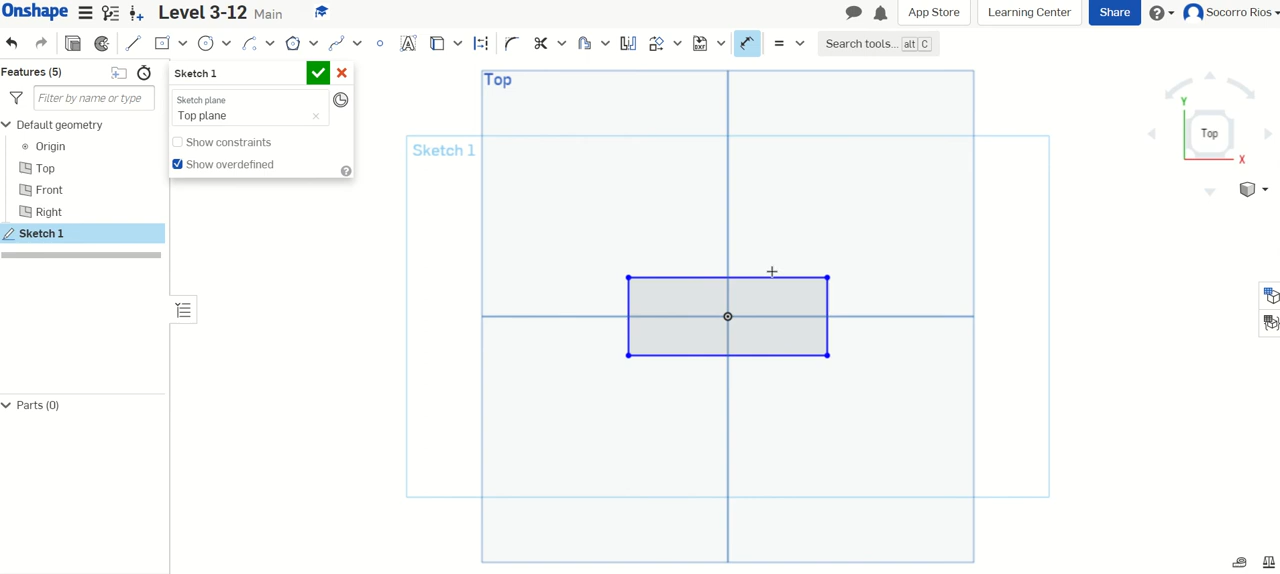 Onshape Level 3-12 Main App Store Learning Center Share Socorro Rios
Search tools... alt C
Features (5)
Filter by name or type
Default geometry
Origin
Top
Front
Right
Sketch 1
Parts (0)
Sketch 1
Sketch plane
Top plane
Show constraints
Show overdefined
Top
Sketch 1
Y
Top
X
DXF